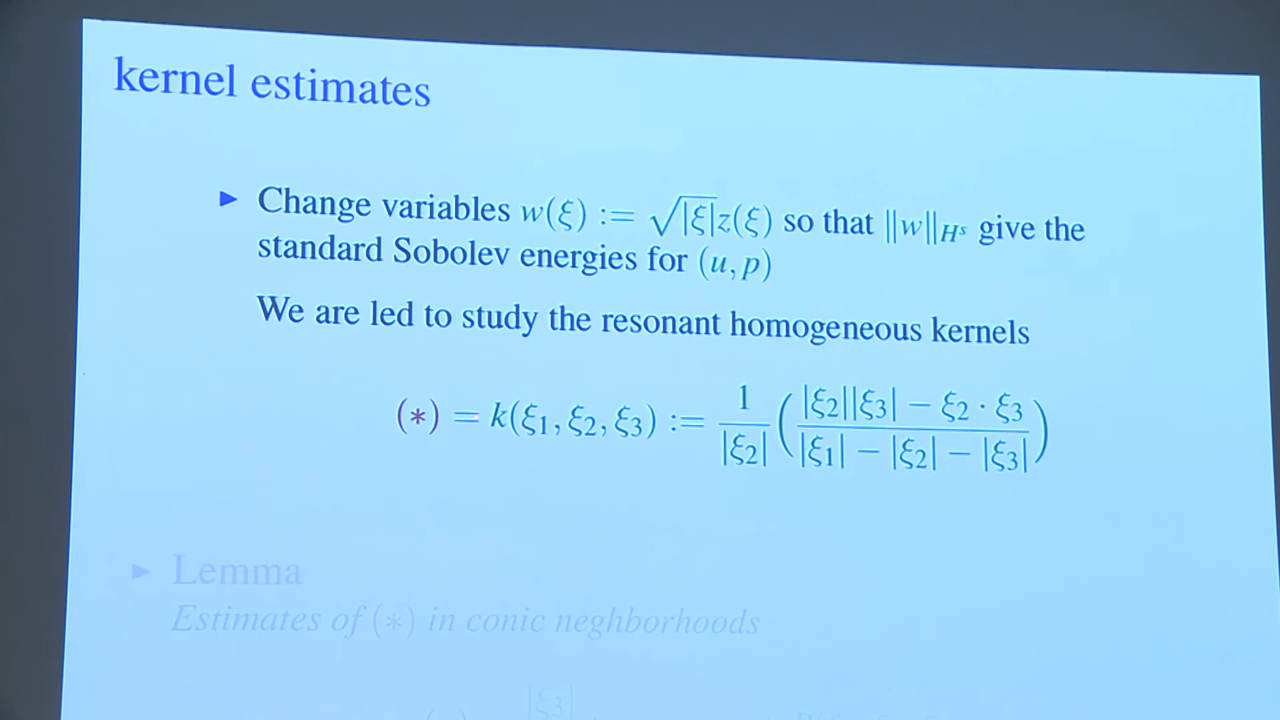 kernel estimates
▶ Change variables w(ξ) := √|ξ|z(ξ) so that ‖w‖_{H^s} give the
standard Sobolev energies for (u, p)
We are led to study the resonant homogeneous kernels
(∗) = k(ξ₁, ξ₂, ξ₃) := 1/|ξ₂| ( (|ξ₂||ξ₃| − ξ₂ · ξ₃) / (|ξ₁| − |ξ₂| − |ξ₃|) )
▶ Lemma
Estimates of (∗) in conic neghborhoods
|ξ₃|